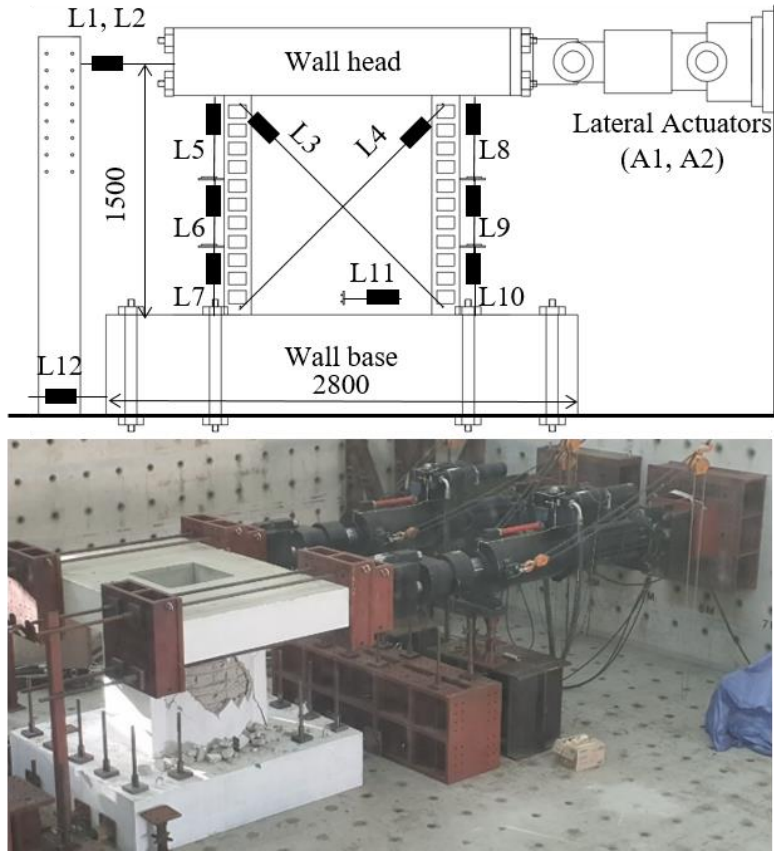 L1, L2
Wall head
Lateral Actuators
(A1, A2)
L3
L4
L5
L8
1500
L6
L9
L11
L7
L10
L12
Wall base
2800